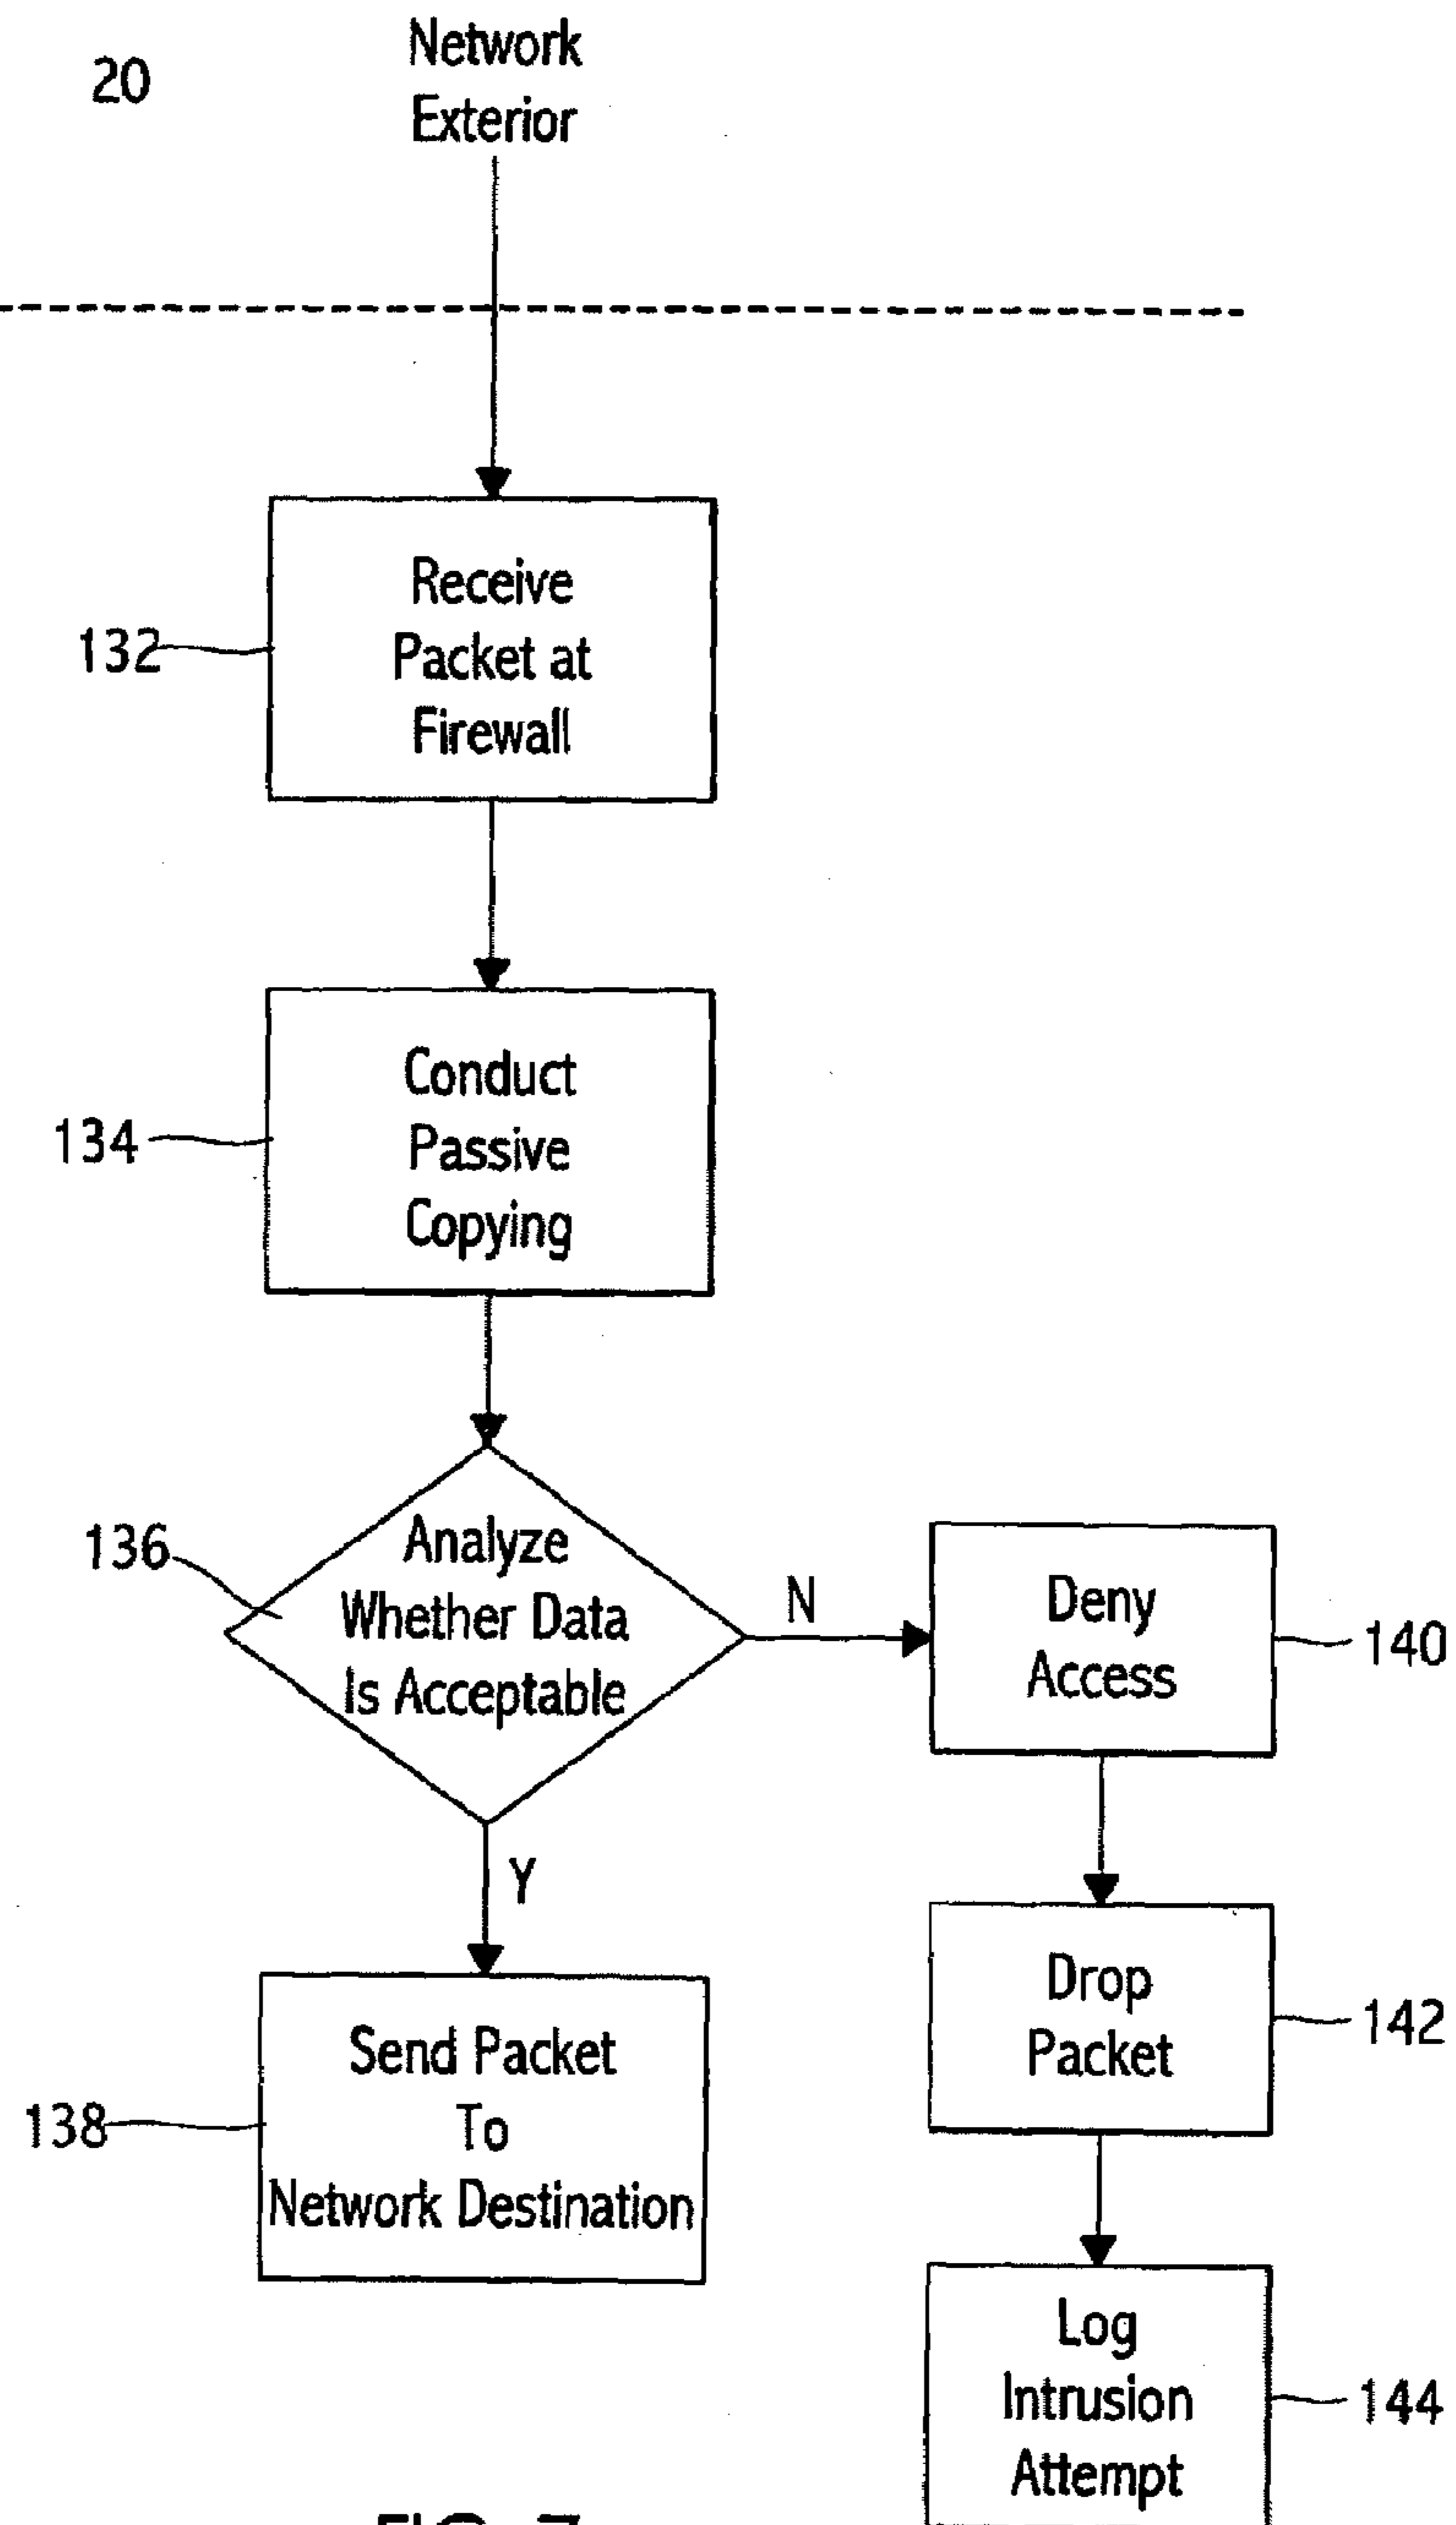 20
Network
Exterior
Receive
Packet at
Firewall
132
Conduct
Passive
Copying
134
136
Analyze
Whether Data
Is Acceptable
N
Deny
Access
140
Y
Drop
Packet
142
Send Packet
To
Network Destination
138
Log
Intrusion
Attempt
144